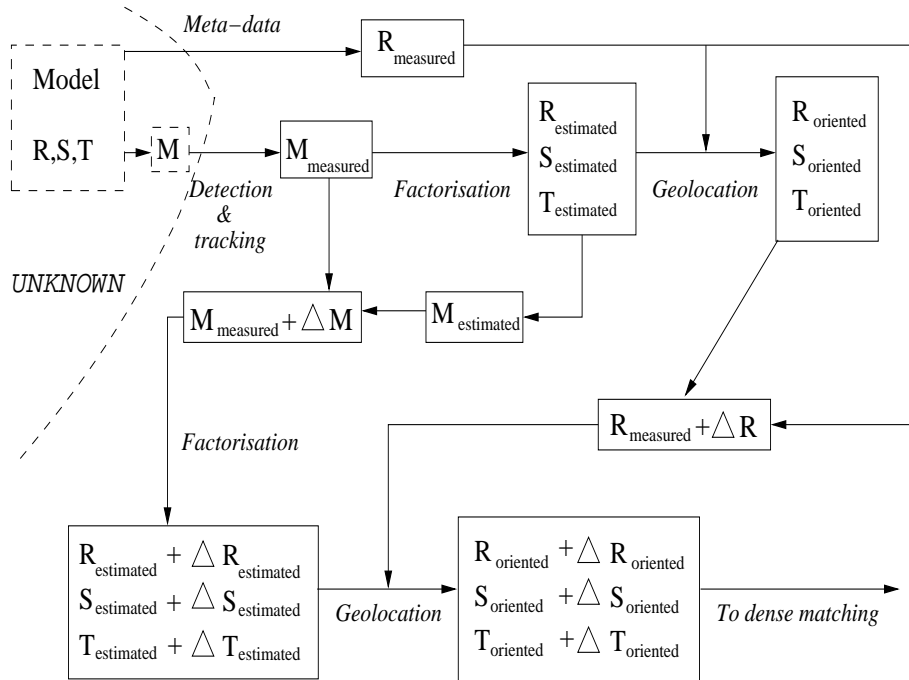 Meta-data
R measured
Model
R,S,T
M
Detection
&
tracking
M measured
Factorisation
R estimated
S estimated
T estimated
Geolocation
R oriented
S oriented
T oriented
UNKNOWN
M measured + △ M
M estimated
R measured + △ R
Factorisation
R estimated + △ R estimated
S estimated + △ S estimated
T estimated + △ T estimated
Geolocation
R oriented + △ R oriented
S oriented + △ S oriented
T oriented + △ T oriented
To dense matching